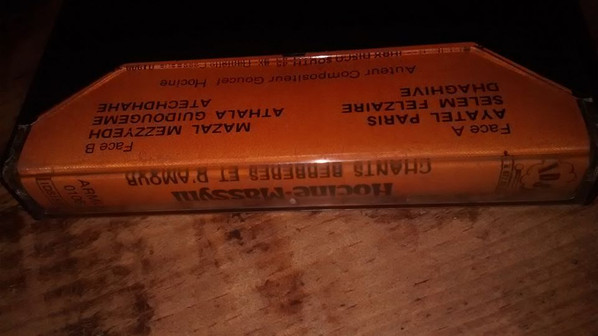 Hocine-Massyni
CHANTS BERBERES ET D'AMOUR
Face A
AYATEL PARIS
SELEM FELZAIRE
DHAGHIVE
Face B
MAZAL MEZZYEDH
ATHALA GUIDOUGEME
ATECHDHAHE
Auteur Compositeur Goucef Hocine